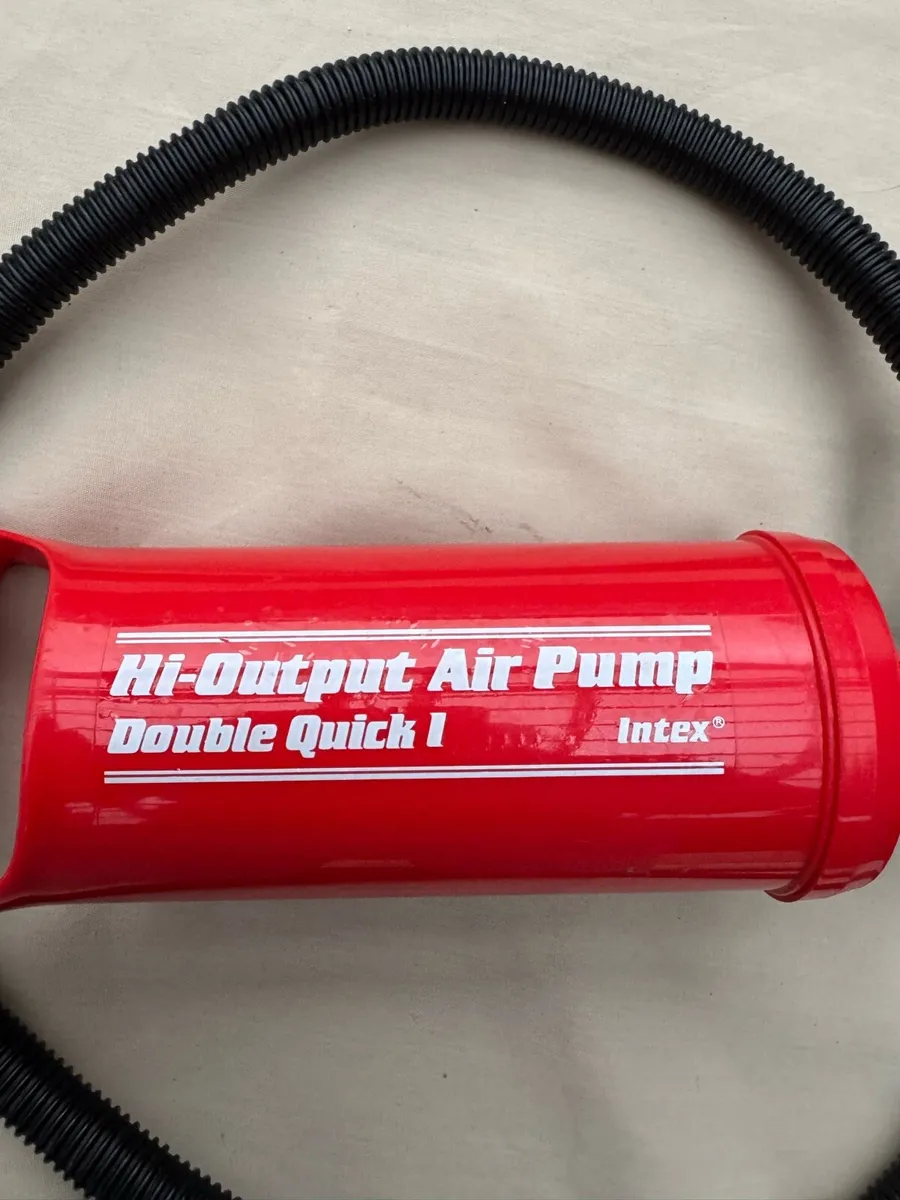 Hi-Output Air Pump
Double Quick I Intex®